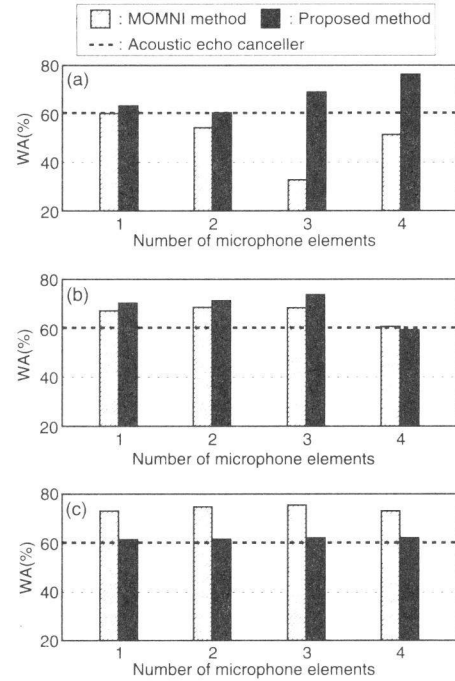 : MOMNI method : Proposed method
: Acoustic echo canceller
(a)
WA(%)
80
60
40
20
1 2 3 4
Number of microphone elements
(b)
WA(%)
80
60
40
20
1 2 3 4
Number of microphone elements
(c)
WA(%)
80
60
40
20
1 2 3 4
Number of microphone elements